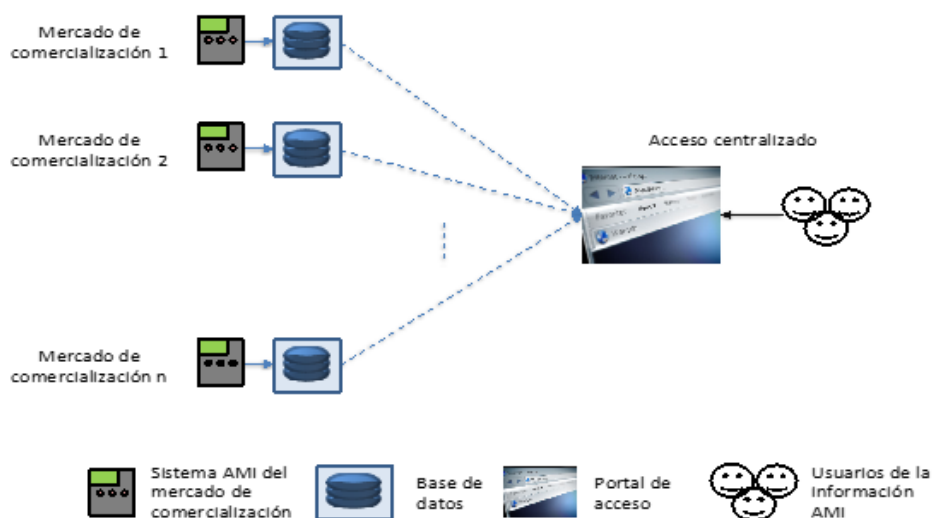 Mercado de
comercialización 1
Mercado de
comercialización 2
Acceso centralizado
Favorites
Mercado de
comercialización n
Sistema AMI del
mercado de
comercialización
Base de
datos
Portal de
acceso
Usuarios de la
información
AMI